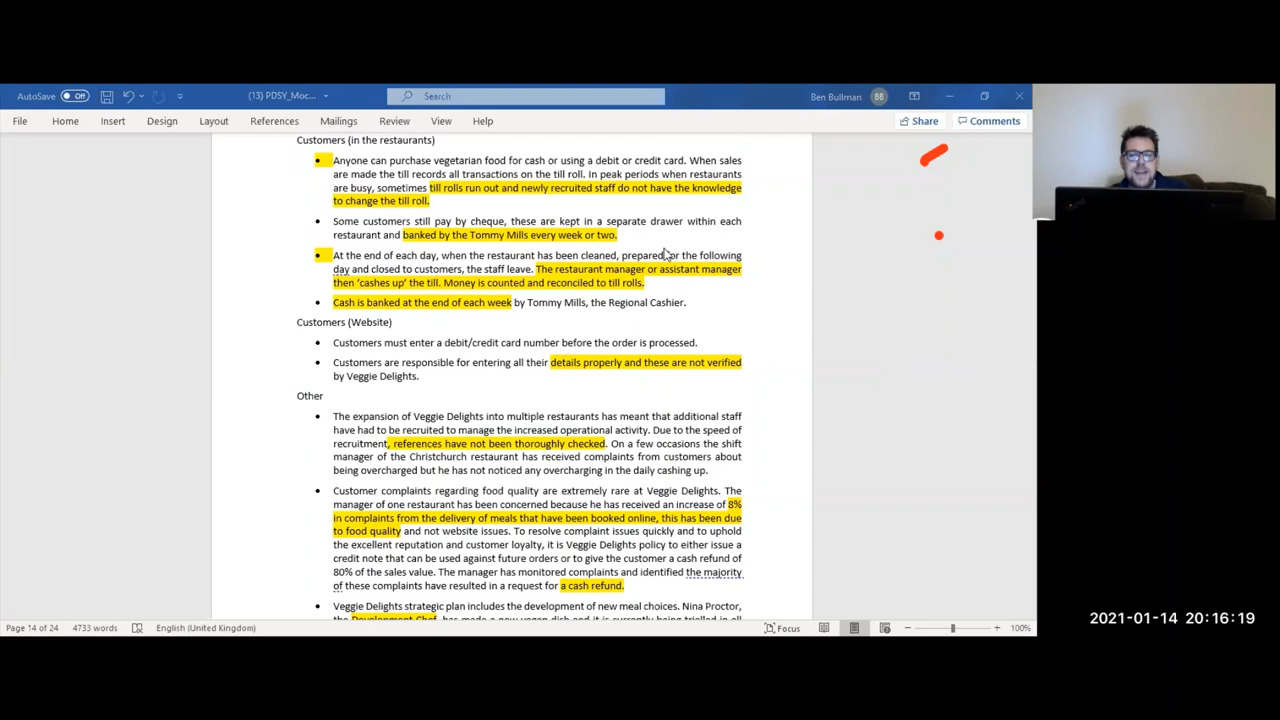 AutoSave Off (13) PDSY_Moc... Search Ben Bullman BB
File Home Insert Design Layout References Mailings Review View Help Share Comments
Customers (in the restaurants)
• Anyone can purchase vegetarian food for cash or using a debit or credit card. When sales
are made the till records all transactions on the till roll. In peak periods when restaurants
are busy, sometimes till rolls run out and newly recruited staff do not have the knowledge
to change the till roll.
• Some customers still pay by cheque, these are kept in a separate drawer within each
restaurant and banked by the Tommy Mills every week or two.
• At the end of each day, when the restaurant has been cleaned, prepared for the following
day and closed to customers, the staff leave. The restaurant manager or assistant manager
then ‘cashes up’ the till. Money is counted and reconciled to till rolls.
• Cash is banked at the end of each week by Tommy Mills, the Regional Cashier.
Customers (Website)
• Customers must enter a debit/credit card number before the order is processed.
• Customers are responsible for entering all their details properly and these are not verified
by Veggie Delights.
Other
• The expansion of Veggie Delights into multiple restaurants has meant that additional staff
have had to be recruited to manage the increased operational activity. Due to the speed of
recruitment, references have not been thoroughly checked. On a few occasions the shift
manager of the Christchurch restaurant has received complaints from customers about
being overcharged but he has not noticed any overcharging in the daily cashing up.
• Customer complaints regarding food quality are extremely rare at Veggie Delights. The
manager of one restaurant has been concerned because he has received an increase of 8%
in complaints from the delivery of meals that have been booked online, this has been due
to food quality and not website issues. To resolve complaint issues quickly and to uphold
the excellent reputation and customer loyalty, it is Veggie Delights policy to either issue a
credit note that can be used against future orders or to give the customer a cash refund of
80% of the sales value. The manager has monitored complaints and identified the majority
of these complaints have resulted in a request for a cash refund.
• Veggie Delights strategic plan includes the development of new meal choices. Nina Proctor,
the Development Chef, has made a new vegan dish and it is currently being trialled in all
Page 14 of 24 4733 words English (United Kingdom) Focus 100%
2021-01-14 20:16:19